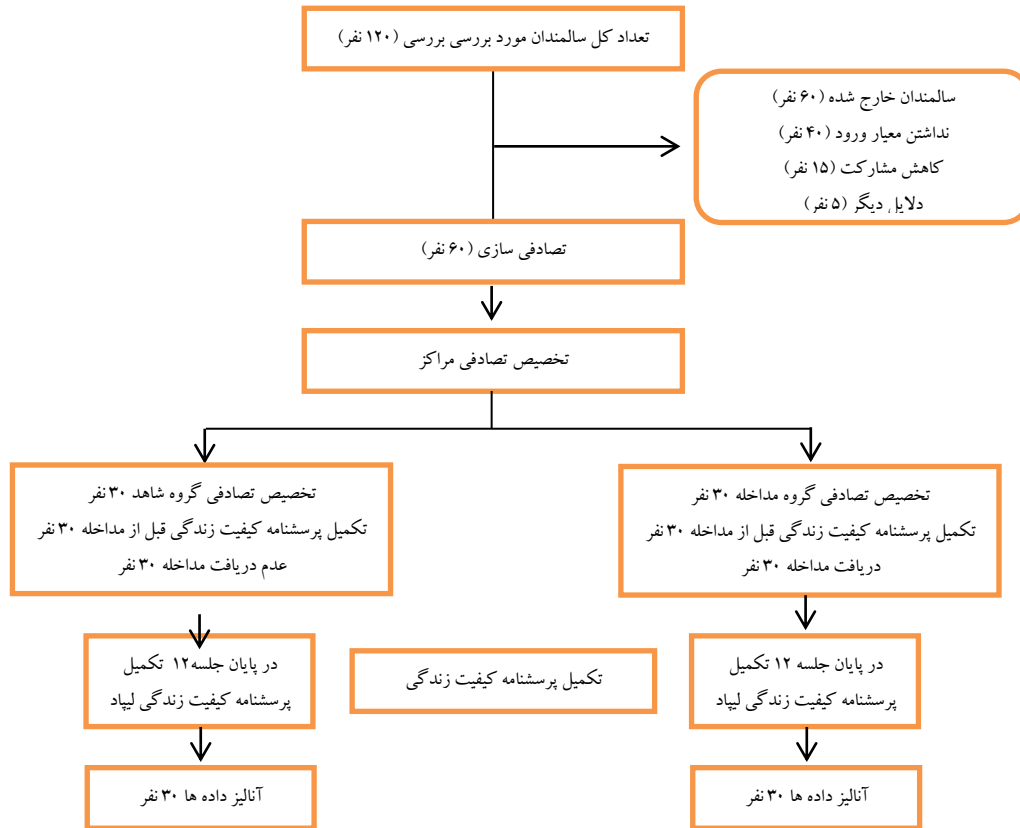 تعداد کل سالمندان مورد بررسی بررسی (۱۲۰ نفر)
سالمندان خارج شده (۶۰ نفر)
نداشتن معیار ورود (۴۰ نفر)
کاهش مشارکت (۱۵ نفر)
دلایل دیگر (۵ نفر)
تصادفی سازی (۶۰ نفر)
تخصیص تصادفی مراکز
تخصیص تصادفی گروه مداخله ۳۰ نفر
تکمیل پرسشنامه کیفیت زندگی قبل از مداخله ۳۰ نفر
دریافت مداخله ۳۰ نفر
تخصیص تصادفی گروه شاهد ۳۰ نفر
تکمیل پرسشنامه کیفیت زندگی قبل از مداخله ۳۰ نفر
عدم دریافت مداخله ۳۰ نفر
در پایان جلسه ۱۲ تکمیل
پرسشنامه کیفیت زندگی لیپاد
تکمیل پرسشنامه کیفیت زندگی
در پایان جلسه۱۲ تکمیل
پرسشنامه کیفیت زندگی لیپاد
آنالیز داده ها ۳۰ نفر
آنالیز داده ها ۳۰ نفر